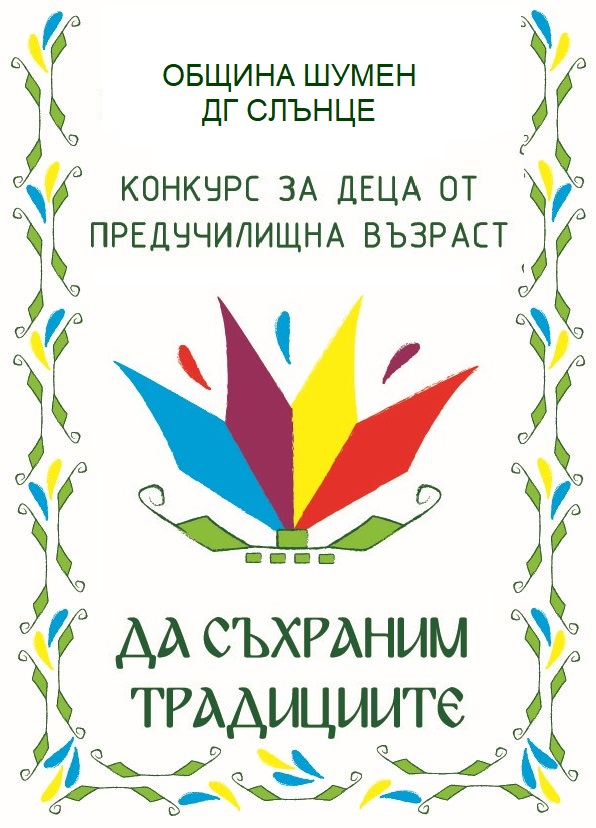 ОБЩИНА ШУМЕН
ДГ СЛЪНЦЕ
КОНКУРС ЗА ДЕЦА ОТ
ПРЕДУЧИЛИЩНА ВЪЗРАСТ
ДА СЪХРАНИМ
ТРАДИЦИИТЕ